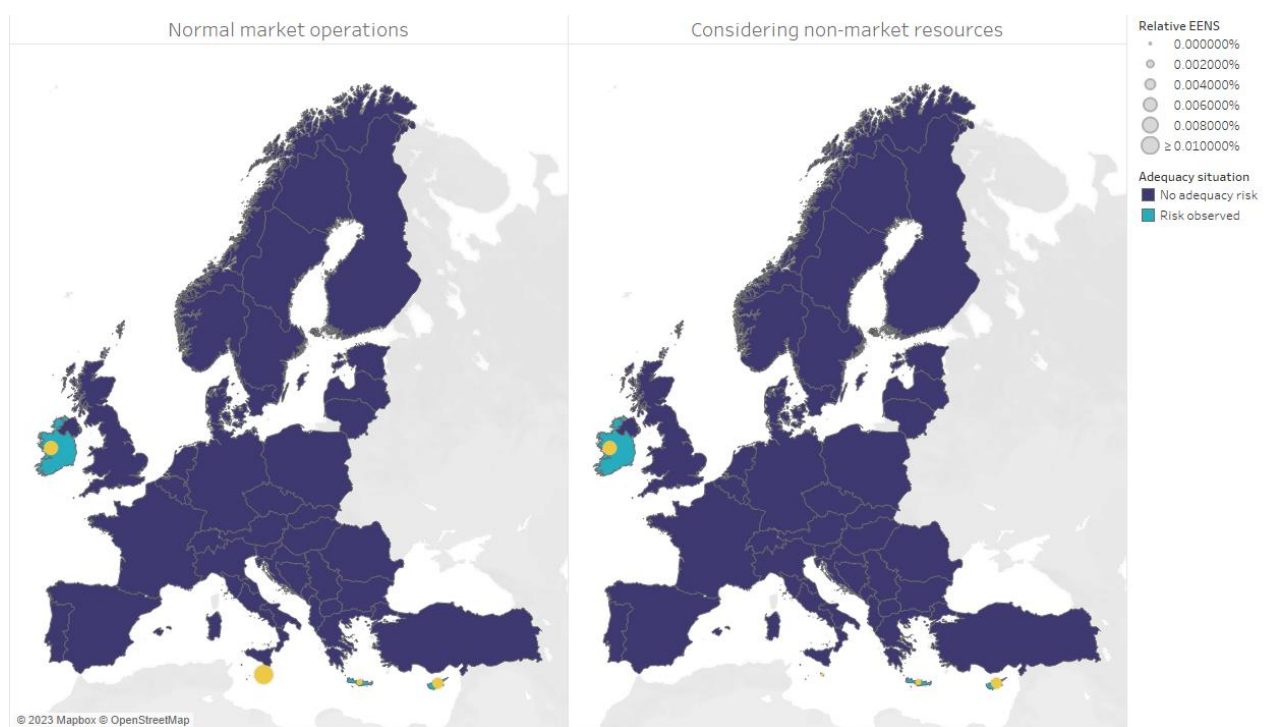 Normal market operations
Considering non-market resources
Relative EENS
0.000000%
0.002000%
0.004000%
0.006000%
0.008000%
≥ 0.010000%
Adequacy situation
No adequacy risk
Risk observed
© 2023 Mapbox © OpenStreetMap